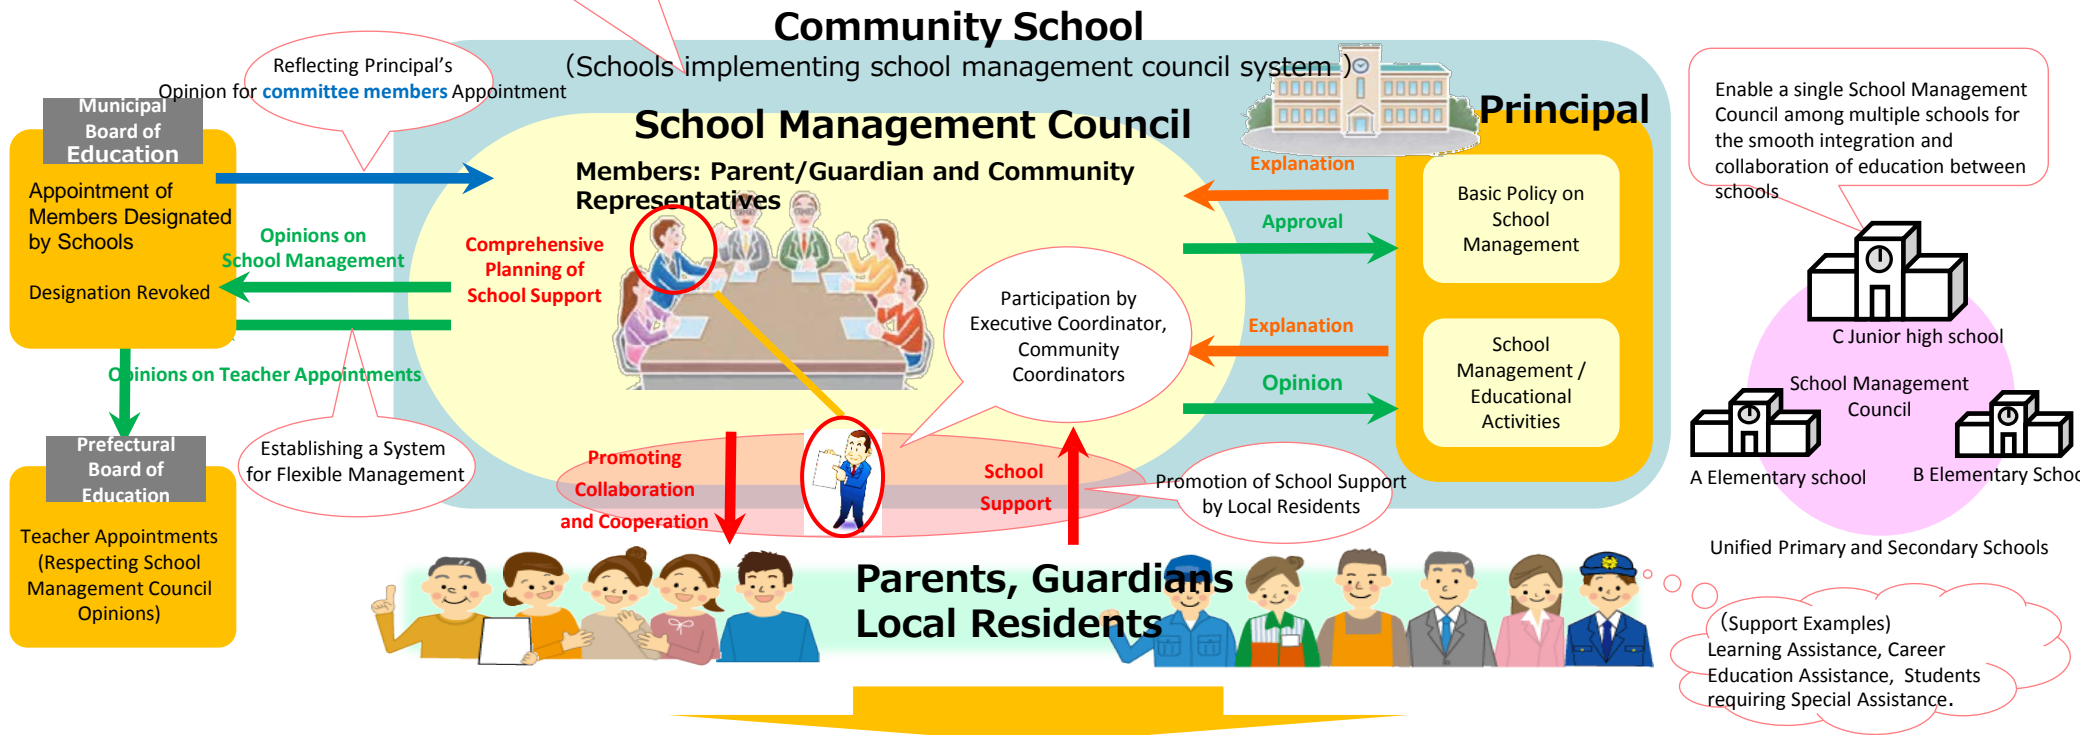 Community School
(Schools implementing school management council system )
Reflecting Principal's
Opinion for committee members Appointment
Municipal
Board of
Education
Appointment of
Members Designated
by Schools
Designation Revoked
Opinions on
School Management
Opinions on Teacher Appointments
Establishing a System
for Flexible Management
Prefectural
Board of
Education
Teacher Appointments
(Respecting School
Management Council
Opinions)
School Management Council
Members: Parent/Guardian and Community
Representatives
Comprehensive
Planning of
School Support
Participation by
Executive Coordinator,
Community
Coordinators
Promoting
Collaboration
and Cooperation
School
Support
Promotion of School Support
by Local Residents
Explanation
Approval
Explanation
Opinion
Principal
Basic Policy on
School
Management
School
Management /
Educational
Activities
Parents, Guardians
Local Residents
Enable a single School Management
Council among multiple schools for
the smooth integration and
collaboration of education between
schools
C Junior high school
School Management
Council
A Elementary school
B Elementary Schoo
Unified Primary and Secondary Schools
(Support Examples)
Learning Assistance, Career
Education Assistance, Students
requiring Special Assistance.